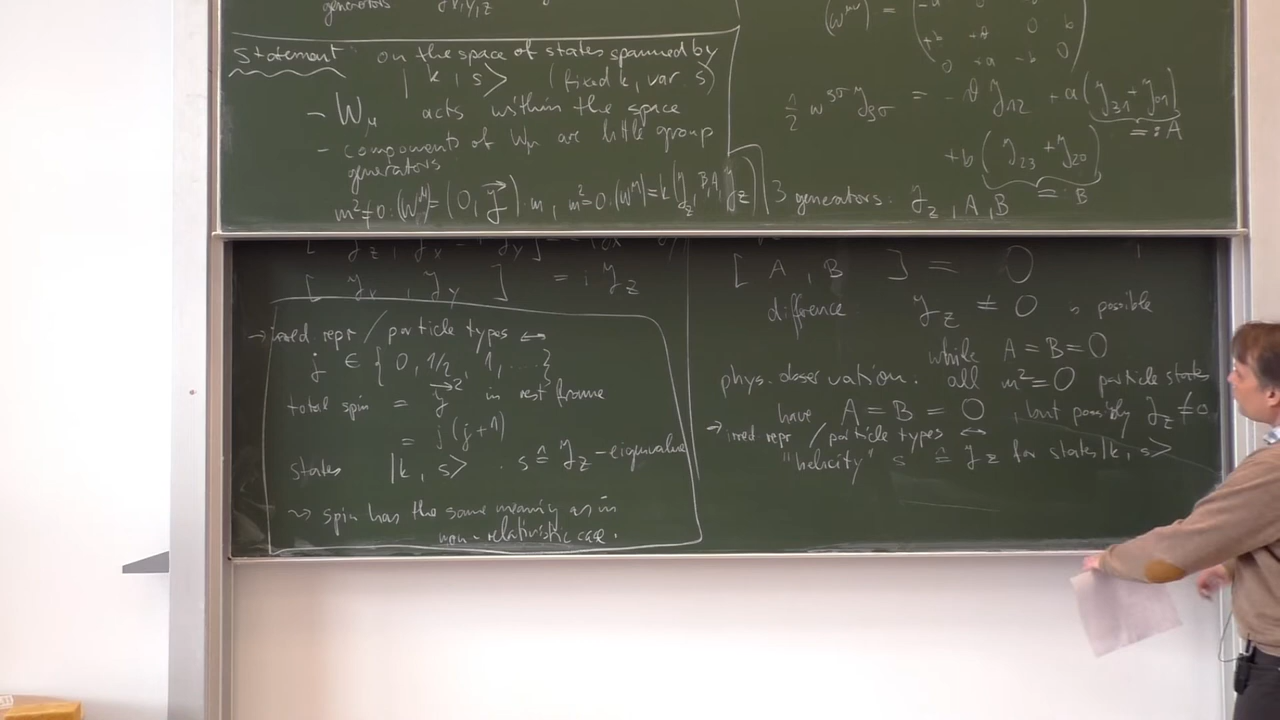 generators
Statement on the space of states spanned by
| k, s > (fixed k, var. s)
- Wμ acts within the space
- components of Wμ are little group
generators
m²≠0: (W^μ) = (0, J⃗)·m, m²=0: (W^μ) = k(J_z, B, A, J_z)
(ω^μν) =
½ ω^ρσ J_ρσ = -θ J_12 + a (J_31 + J_01)
=: A
+ b (J_23 + J_20)
=: B
3 generators: J_z, A, B
[ J_x, J_y ] = i J_z
→ irred. repr / particle types ↔
j ∈ { 0, 1/2, 1, ... }
total spin = J⃗² in rest frame
= j(j+1)
states |k, s> . s ≙ J_z-eigenvalue
⇝ spin has the same meaning as in
non-relativistic case.
[ A, B ] = 0
difference J_z ≠ 0 , possible
while A = B = 0
phys. observation: all m²=0 particle states
have A = B = 0 , but possibly J_z ≠ 0
→ irred. repr / particle types ↔
"helicity" s ≙ J_z for states |k, s>